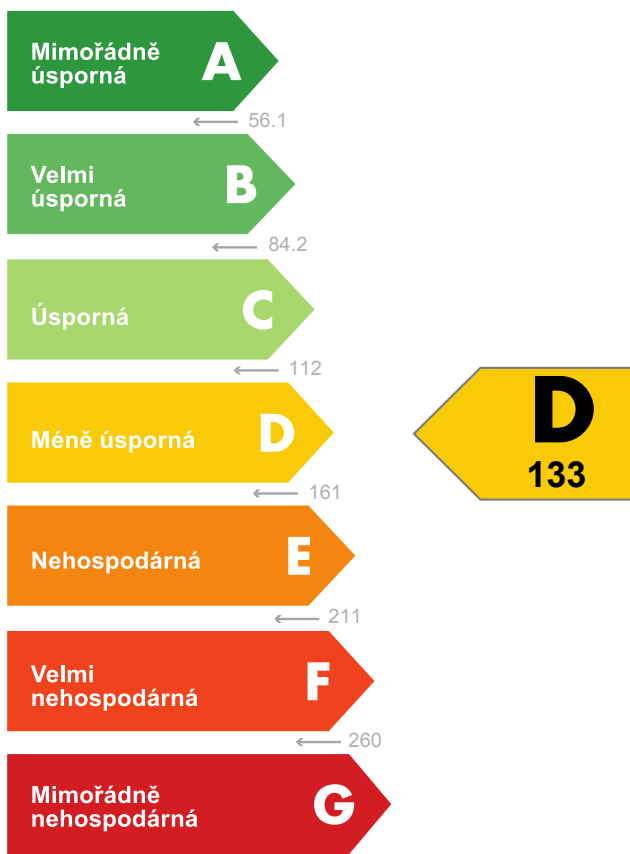 Mimořádně
úsporná
A
← 56.1
Velmi
úsporná
B
← 84.2
Úsporná
C
← 112
Méně úsporná
D
← 161
D
133
Nehospodárná
E
← 211
Velmi
nehospodárná
F
← 260
Mimořádně
nehospodárná
G